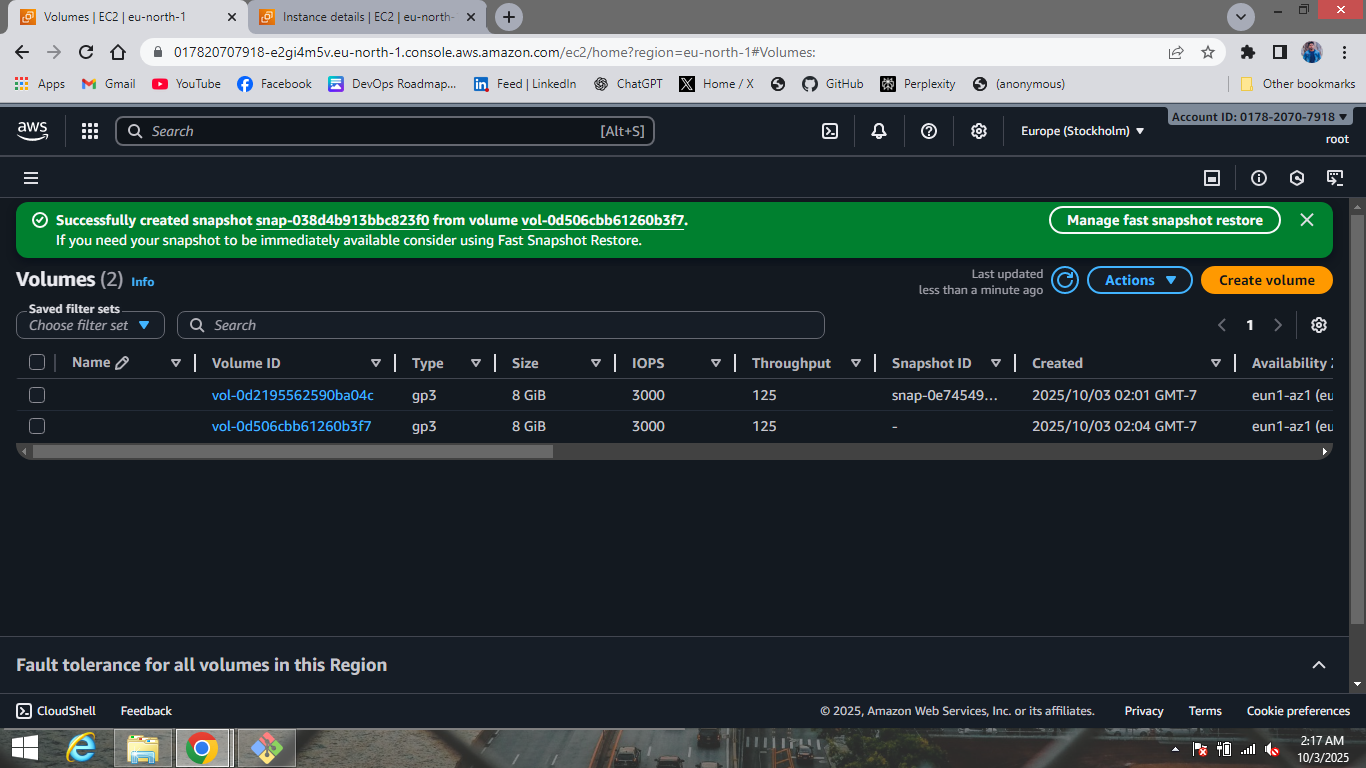 Volumes | EC2 | eu-north-1
Instance details | EC2 | eu-north-
017820707918-e2gi4m5v.eu-north-1.console.aws.amazon.com/ec2/home?region=eu-north-1#Volumes:
Apps Gmail YouTube Facebook DevOps Roadmap... Feed | LinkedIn ChatGPT Home / X GitHub Perplexity (anonymous) Other bookmarks
aws Search [Alt+S] Europe (Stockholm) Account ID: 0178-2070-7918
root
Successfully created snapshot snap-038d4b913bbc823f0 from volume vol-0d506cbb61260b3f7.
If you need your snapshot to be immediately available consider using Fast Snapshot Restore.
Manage fast snapshot restore
Volumes (2) Info
Last updated
less than a minute ago
Actions
Create volume
Saved filter sets
Choose filter set
Search
1
Name Volume ID Type Size IOPS Throughput Snapshot ID Created Availability
vol-0d2195562590ba04c gp3 8 GiB 3000 125 snap-0e74549... 2025/10/03 02:01 GMT-7 eun1-az1 (eu
vol-0d506cbb61260b3f7 gp3 8 GiB 3000 125 - 2025/10/03 02:04 GMT-7 eun1-az1 (eu
Fault tolerance for all volumes in this Region
CloudShell Feedback © 2025, Amazon Web Services, Inc. or its affiliates. Privacy Terms Cookie preferences
2:17 AM
10/3/2025